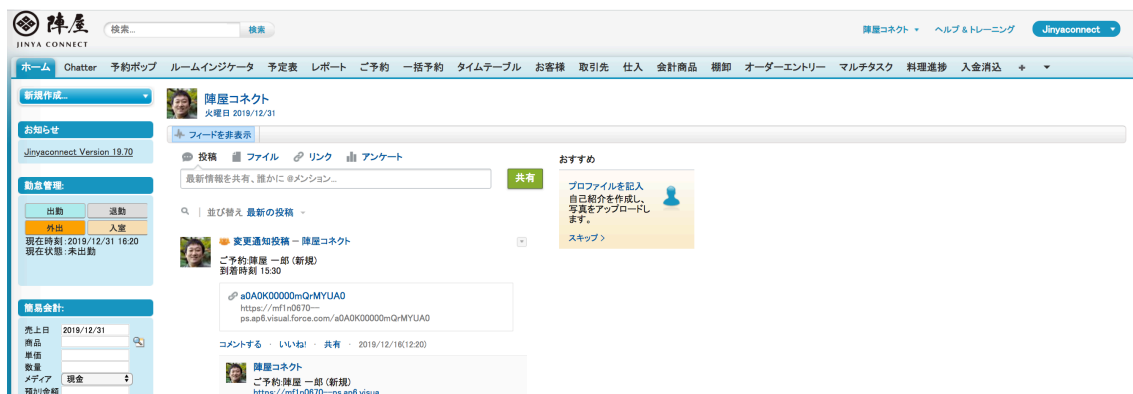 陣屋
JINYA CONNECT
検索...
検索
陣屋コネクト
ヘルプ & トレーニング
Jinyaconnect
ホーム Chatter 予約ポップ ルームインジケータ 予定表 レポート ご予約 一括予約 タイムテーブル お客様 取引先 仕入 会計商品 棚卸 オーダーエントリー マルチタスク 料理進捗 入金消込 +
新規作成...
お知らせ
Jinyaconnect Version 19.70
勤怠管理:
出勤 退勤
外出 入室
現在時刻:2019/12/31 16:20
現在状態:未出勤
簡易会計:
売上日 2019/12/31
商品
単価
数量
メディア 現金
預り金額
陣屋コネクト
火曜日 2019/12/31
フィードを非表示
投稿 ファイル リンク アンケート
最新情報を共有、誰かに @メンション...
共有
並び替え 最新の投稿
変更通知投稿 – 陣屋コネクト
ご予約:陣屋 一郎 (新規)
到着時刻 15:30
a0A0K00000mQrMYUA0
https://mf1n0670—
ps.ap6.visual.force.com/a0A0K00000mQrMYUA0
コメントする · いいね! · 共有 · 2019/12/16(12:20)
陣屋コネクト
ご予約:陣屋 一郎 (新規)
https://mf1n0670—ps.ap6.visua
おすすめ
プロファイルを記入
自己紹介を作成し、
写真をアップロードし
ます。
スキップ >